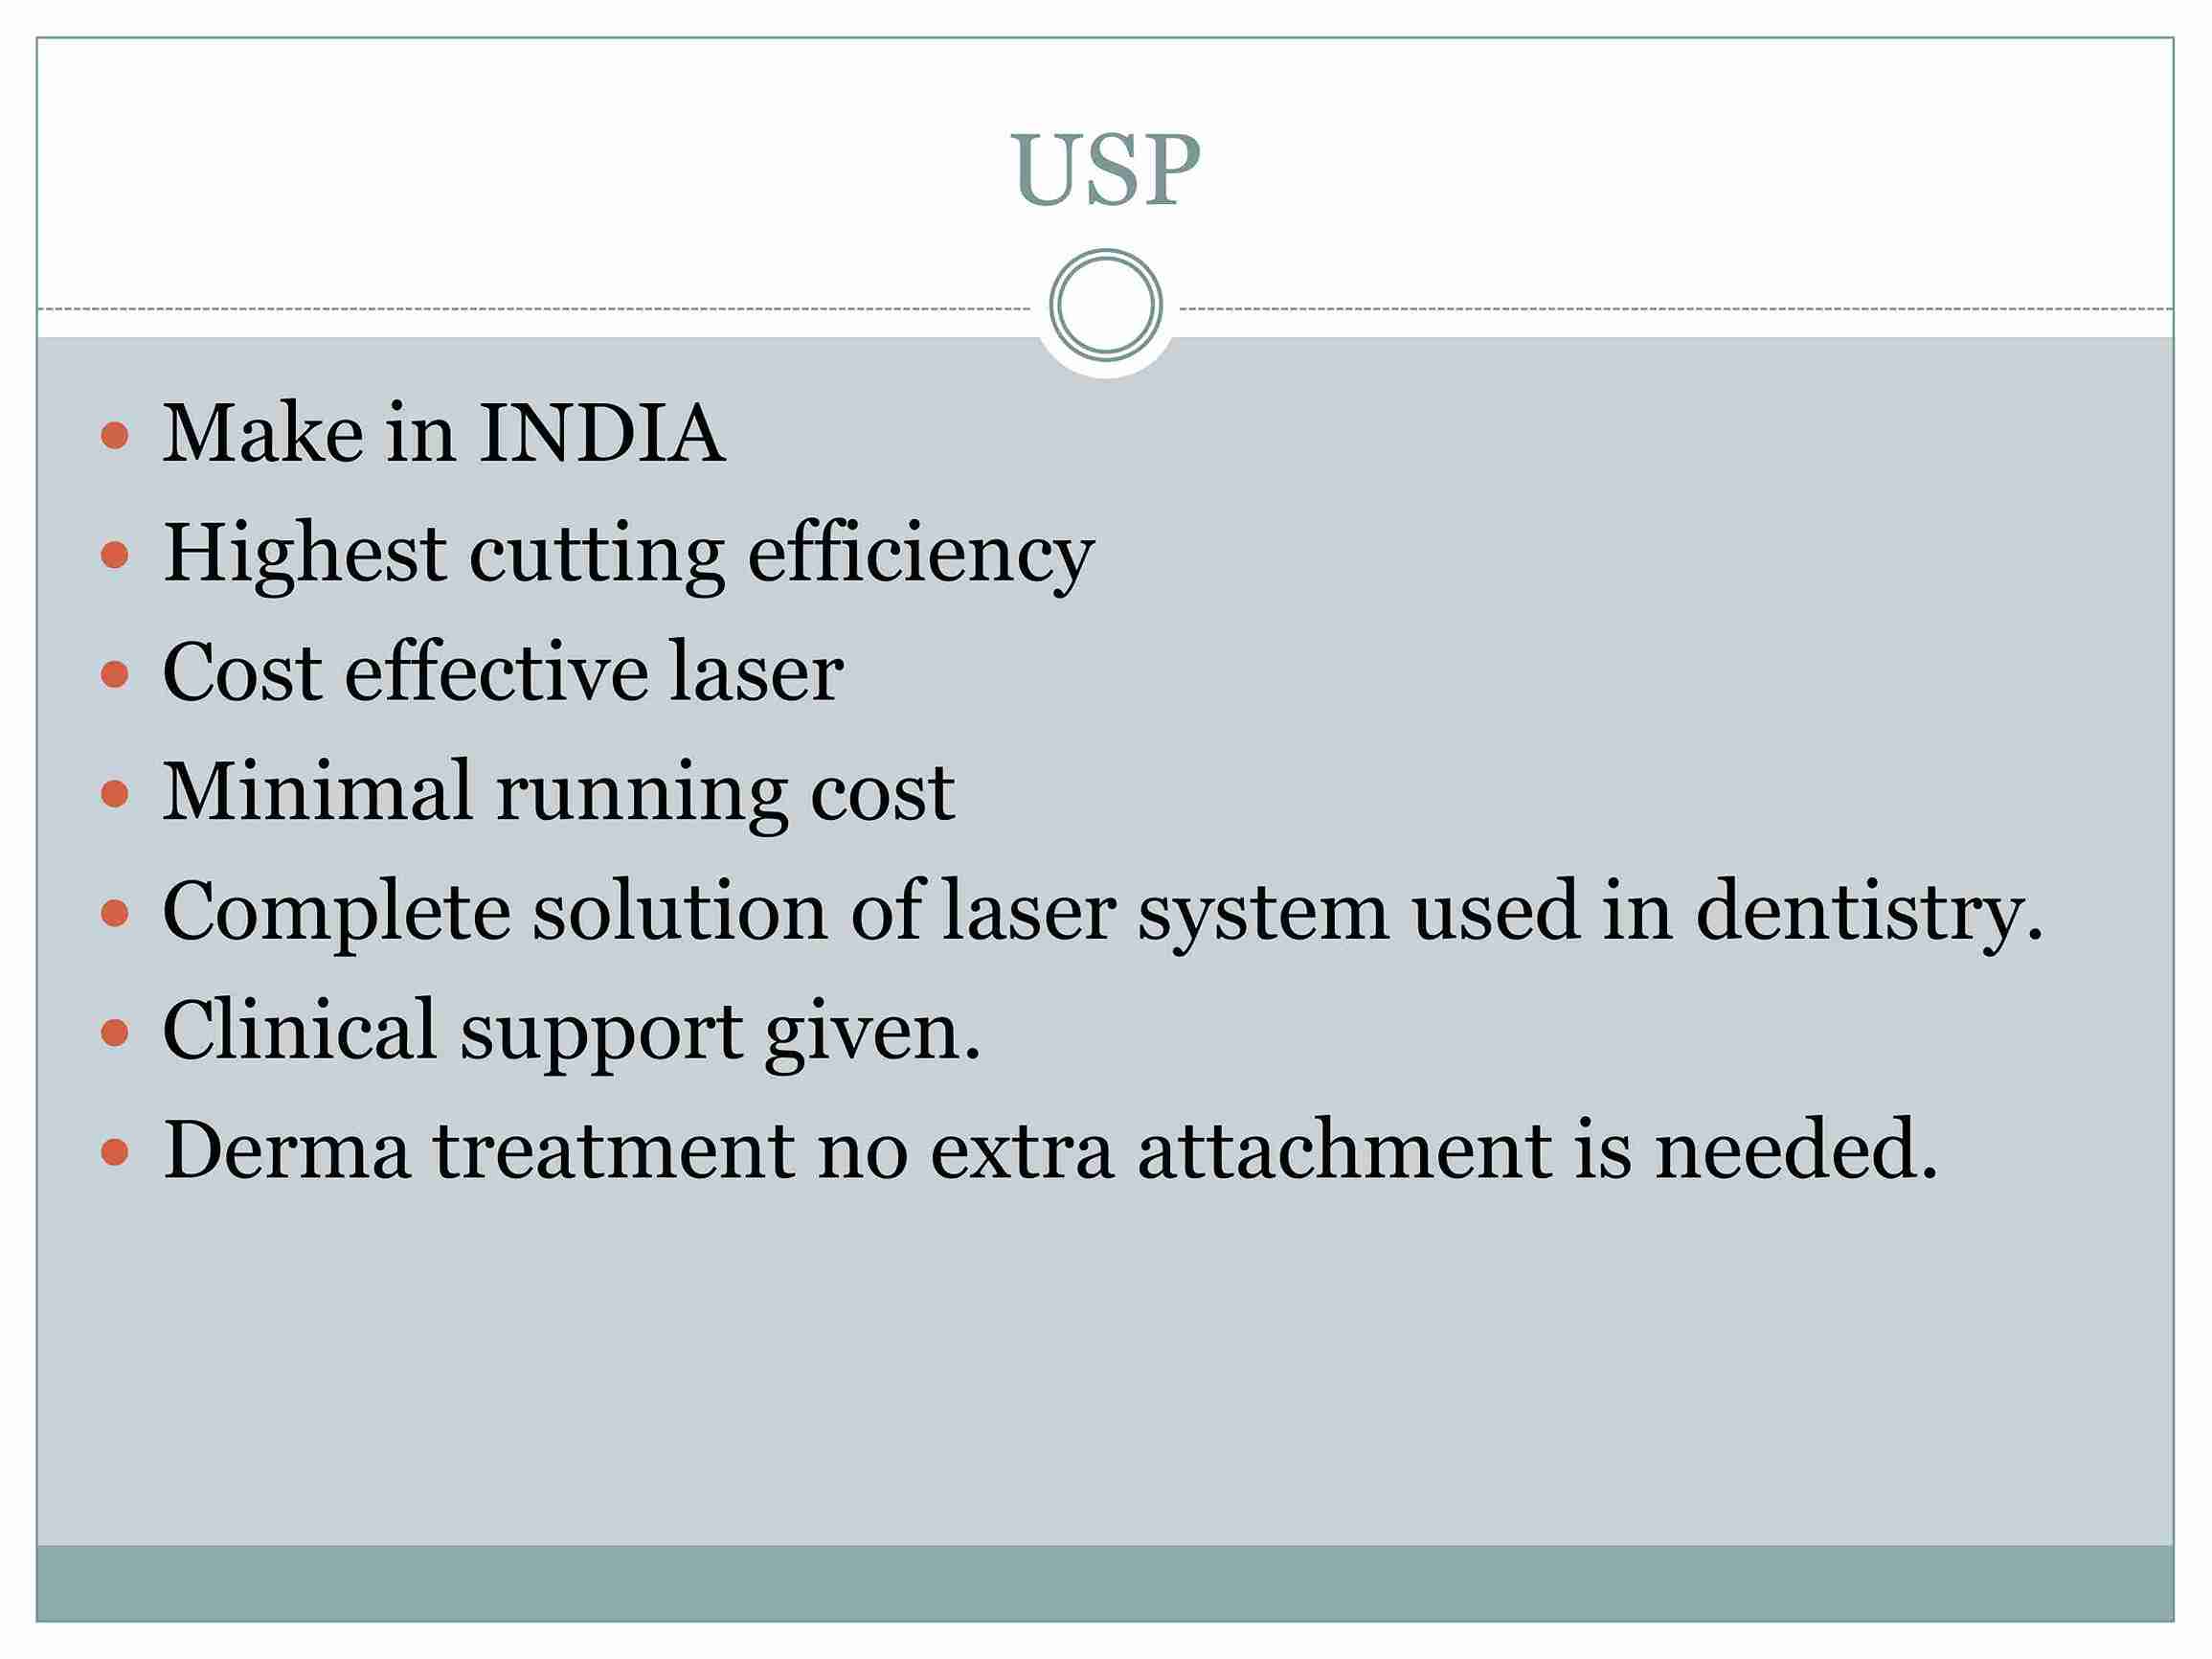 USP
Make in INDIA
Highest cutting efficiency
Cost effective laser
Minimal running cost
Complete solution of laser system used in dentistry.
Clinical support given.
Derma treatment no extra attachment is needed.